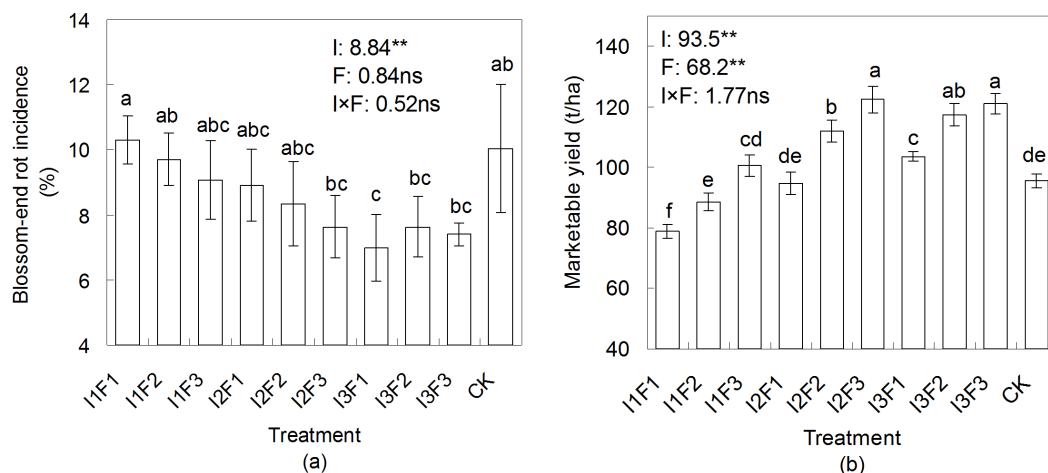 I: 8.84**
F: 0.84ns
I×F: 0.52ns
Blossom-end rot incidence
(%)
12
10
8
6
4
a
ab
abc
abc
abc
bc
c
bc
bc
ab
I1F1
I1F2
I1F3
I2F1
I2F2
I2F3
I3F1
I3F2
I3F3
CK
Treatment
(a)
I: 93.5**
F: 68.2**
I×F: 1.77ns
Marketable yield (t/ha)
140
120
100
80
60
40
f
e
cd
de
b
a
c
ab
a
de
I1F1
I1F2
I1F3
I2F1
I2F2
I2F3
I3F1
I3F2
I3F3
CK
Treatment
(b)